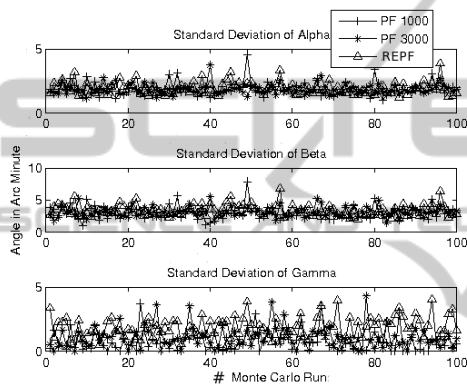 Standard Deviation of Alpha
PF 1000
PF 3000
REPF
5
0
0 20 40 60 80 100
Standard Deviation of Beta
10
5
0
0 20 40 60 80 100
Angle in Arc Minute
Standard Deviation of Gamma
5
0
0 20 40 60 80 100
# Monte Carlo Run: